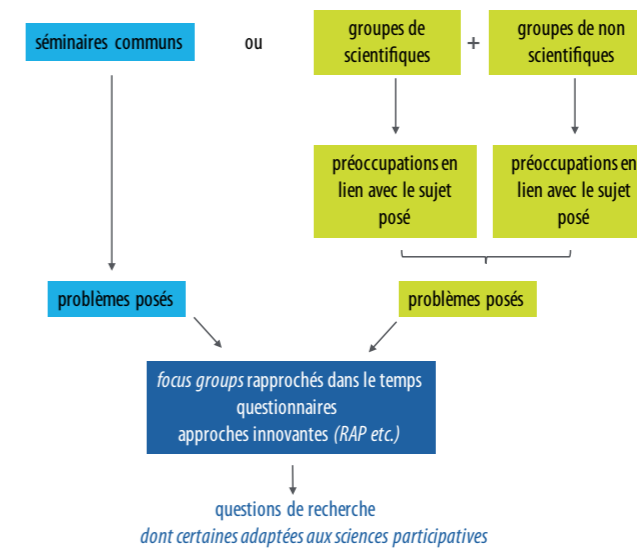 séminaires communs
ou
groupes de
scientifiques
+
groupes de non
scientifiques
préoccupations en
lien avec le sujet
posé
préoccupations en
lien avec le sujet
posé
problèmes posés
problèmes posés
focus groups rapprochés dans le temps
questionnaires
approches innovantes (RAP etc.)
questions de recherche
dont certaines adaptées aux sciences participatives